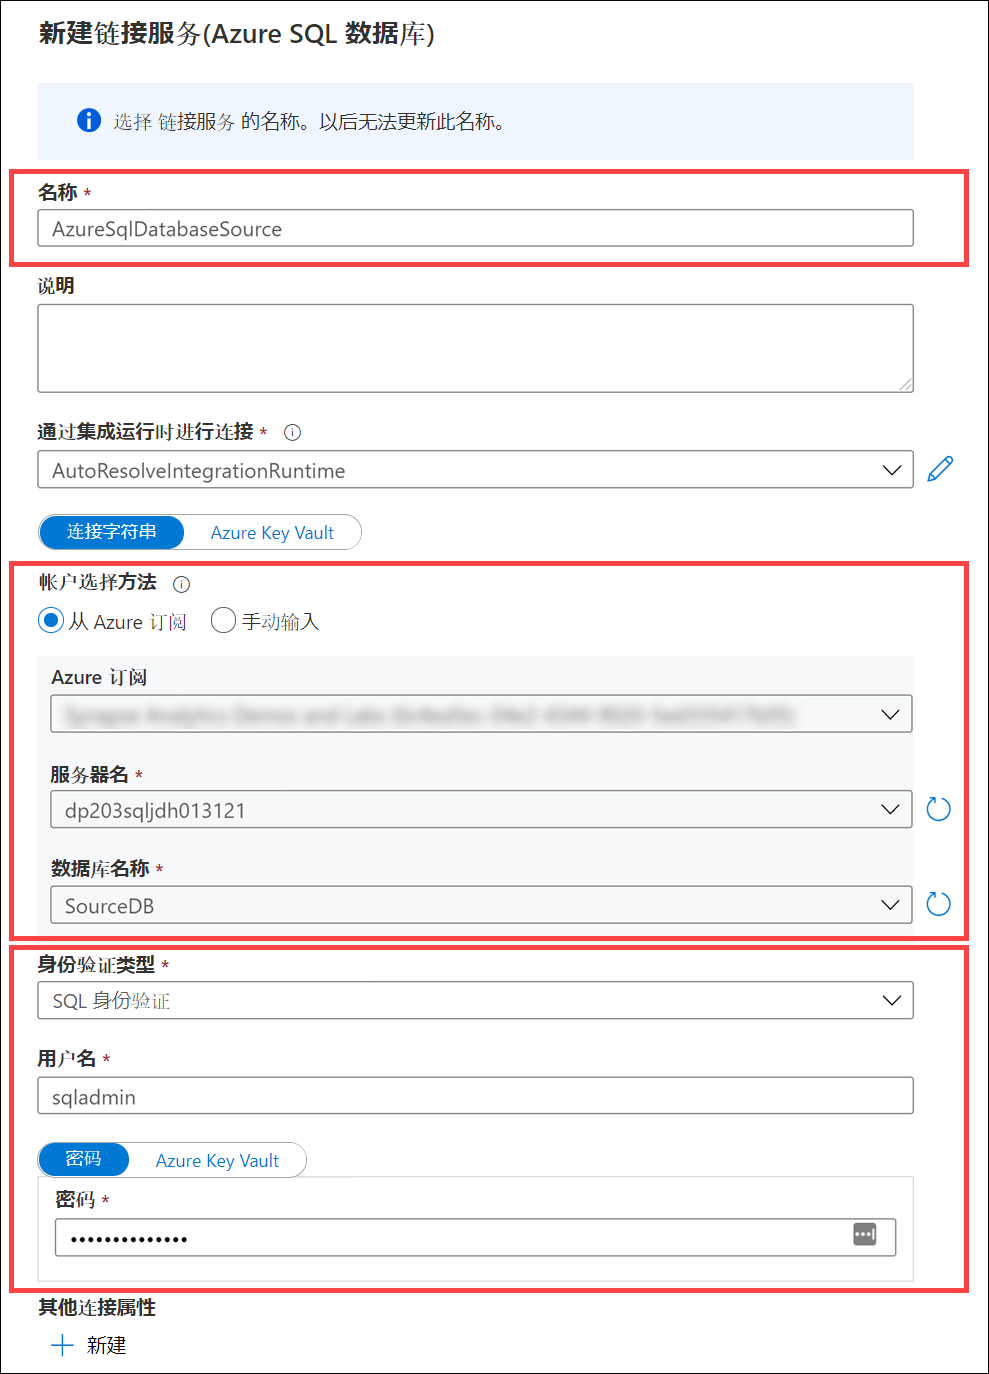 新建链接服务(Azure SQL 数据库)
选择 链接服务 的名称。以后无法更新此名称。
名称 *
AzureSqlDatabaseSource
说明
通过集成运行时进行连接 *
AutoResolveIntegrationRuntime
连接字符串 Azure Key Vault
帐户选择方法
从 Azure 订阅 手动输入
Azure 订阅
服务器名 *
dp203sqljdh013121
数据库名称 *
SourceDB
身份验证类型 *
SQL 身份验证
用户名 *
sqladmin
密码 Azure Key Vault
密码 *
••••••••••••••
其他连接属性
新建